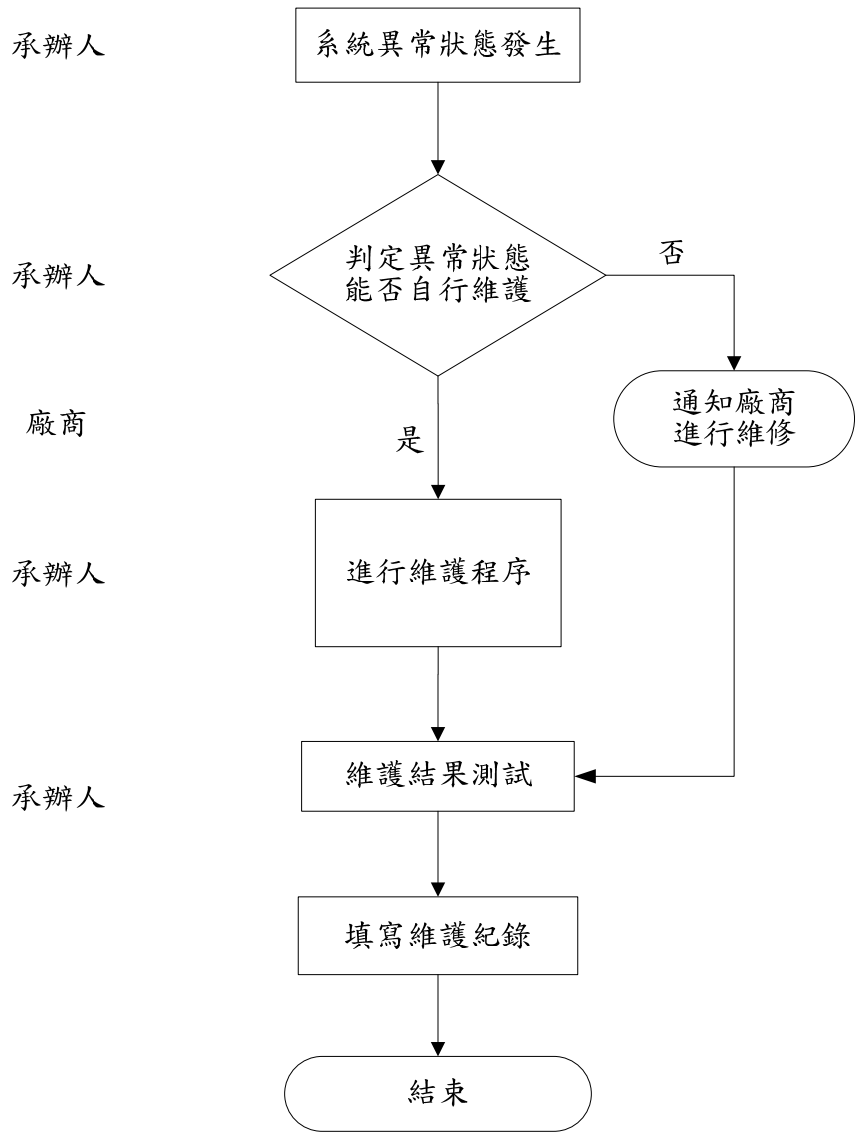 承辦人
系統異常狀態發生
承辦人
判定異常狀態
能否自行維護
否
廠商
通知廠商
進行維修
是
承辦人
進行維護程序
承辦人
維護結果測試
填寫維護紀錄
結束